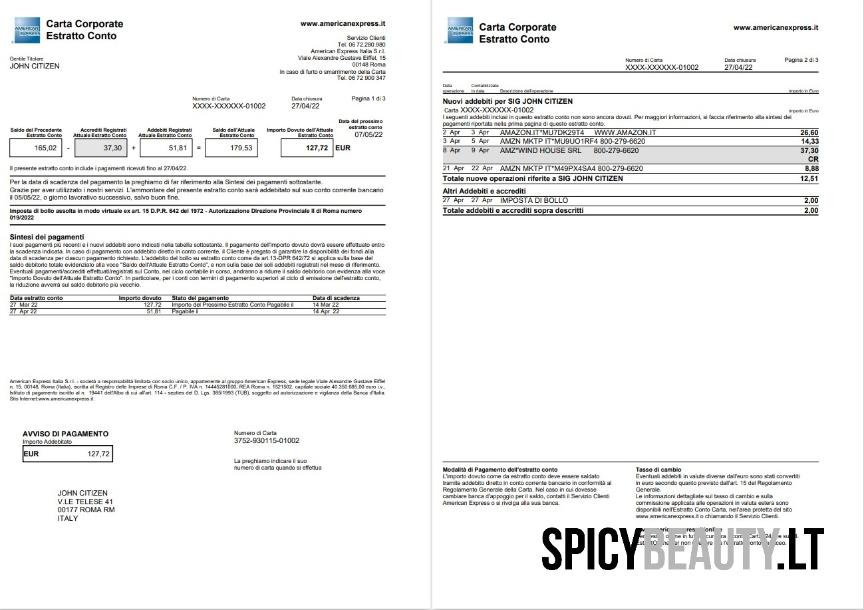 AMERICAN EXPRESS
Carta Corporate
Estratto Conto
www.americanexpress.it
Servizio Clienti
Tel. 06 72.280.980
American Express Italia S.r.l.
Viale Alexandre Gustave Eiffel, 15
00148 Roma
In caso di furto o smarrimento della Carta
Tel. 06 72 900 347
Gentile Titolare
JOHN CITIZEN
Numero di Carta Data chiusura Pagina 1 di 3
XXXX-XXXXXX-01002 27/04/22
Saldo del Precedente Estratto Conto
Accrediti Registrati Attuale Estratto Conto
Addebiti Registrati Attuale Estratto Conto
Saldo dell'Attuale Estratto Conto
Importo Dovuto dell'Attuale Estratto Conto
Data del prossimo estratto conto
07/05/22
165,02 - 37,30 + 51,81 = 179,53 127,72 EUR
Il presente estratto conto include i pagamenti ricevuti fino al 27/04/22.
Per la data di scadenza del pagamento la preghiamo di far riferimento alla Sintesi dei pagamenti sottostante.
Grazie per aver utilizzato i nostri servizi. L'ammontare del presente estratto conto sarà addebitato sul suo conto corrente bancario
il 05/05/22, o giorno lavorativo successivo, salvo buon fine.
Imposta di bollo assolta in modo virtuale ex art. 15 D.P.R. 642 del 1972 - Autorizzazione Direzione Provinciale II di Roma numero
019/2022
Sintesi dei pagamenti
I suoi pagamenti più recenti e i nuovi addebiti sono indicati nella tabella sottostante. Il pagamento dell'importo dovuto dovrà essere effettuato entro
la scadenza indicata. In caso di pagamento con addebito diretto in conto corrente, il Cliente è pregato di garantire la disponibilità dei fondi alla
data di scadenza per ciascun pagamento richiesto. L'addebito del bollo su estratto conto come da art.13-DPR 642/72 si applica sulla base del
saldo debitorio totale evidenziato alla voce "Saldo dell'Attuale Estratto Conto", e non sulla base dei soli addebiti registrati nel mese di riferimento.
Eventuali pagamenti/accrediti effettuati/registrati sul Conto, nel ciclo contabile in corso, andranno a ridurre il saldo debitorio con evidenza alla voce
"Importo Dovuto dell'Attuale Estratto Conto". In particolare, per i conti con termini di pagamento superiori al ciclo di emissione dell'estratto conto,
la riduzione avverrà sul saldo debitorio più vecchio.
Data estratto conto Importo dovuto Stato del pagamento Data di scadenza
27 Mar 22 127,72 Importo del Prossimo Estratto Conto Pagabile il 14 Mar 22
27 Apr 22 51,81 Pagabile il 14 Apr 22
American Express Italia S.r.l. - società a responsabilità limitata con socio unico, appartenente al gruppo American Express, sede legale Viale Alexandre Gustave Eiffel
n. 15, 00148, Roma (Italia), iscritta al Registro delle Imprese di Roma C.F. / P. IVA n. 14445281000, REA Roma n. 1521502, capitale sociale 40.350.685,00 euro i.v.,
Istituto di pagamento iscritto al n. 19441 dell'Albo di cui all'art. 114 - septies del D. Lgs. 385/1993 (TUB), soggetto ad autorizzazione e vigilanza della Banca d'Italia.
Sito Internet:www.americanexpress.it
AVVISO DI PAGAMENTO
Importo Addebitato
EUR 127,72
Numero di Carta
3752-930115-01002
La preghiamo indicare il suo
numero di carta quando si effettua
JOHN CITIZEN
V.LE TELESE 41
00177 ROMA RM
ITALY
AMERICAN EXPRESS
Carta Corporate
Estratto Conto
www.americanexpress.it
Numero di Carta Data chiusura Pagina 2 di 3
XXXX-XXXXXX-01002 27/04/22
Data operazione Contabilizzata in data Descrizione dell'operazione Importo in Euro
Nuovi addebiti per SIG JOHN CITIZEN
Carta XXXX-XXXXXX-01002 Importo in Euro
I seguenti addebiti inclusi in questo estratto conto non sono ancora dovuti. Per maggiori informazioni, si faccia riferimento alla sintesi dei
pagamenti riportata nella prima pagina di questo estratto conto.
2 Apr 3 Apr AMAZON.IT*MU7DK29T4 WWW.AMAZON.IT 26,60
3 Apr 5 Apr AMZN MKTP IT*MU9UO1RF4 800-279-6620 14,33
8 Apr 9 Apr AMZ*WIND HOUSE SRL 800-279-6620 37,30
CR
21 Apr 22 Apr AMZN MKTP IT*M49PX4SA4 800-279-6620 8,88
Totale nuove operazioni riferite a SIG JOHN CITIZEN 12,51
Altri Addebiti e accrediti
27 Apr 27 Apr IMPOSTA DI BOLLO 2,00
Totale addebiti e accrediti sopra descritti 2,00
Modalità di Pagamento dell'estratto conto
L'importo dovuto come da estratto conto deve essere saldato
tramite addebito diretto in conto corrente bancario in conformità al
Regolamento Generale della Carta. Nel caso in cui dovesse
cambiare banca d'appoggio per il saldo, contatti il Servizio Clienti
American Express o si rivolga alla sua banca.
Tasso di cambio
Eventuali addebiti in valute diverse dall'euro sono stati convertiti
in euro secondo quanto previsto dall'art. 15 del Regolamento
Generale.
Le informazioni dettagliate sul tasso di cambio e sulla
commissione applicata alle operazioni in valuta estera sono
disponibili nell'Estratto Conto Carta, nell'area protetta del sito
www.americanexpress.it o chiamando il Servizio Clienti.
SPICYBEAUTY.LT